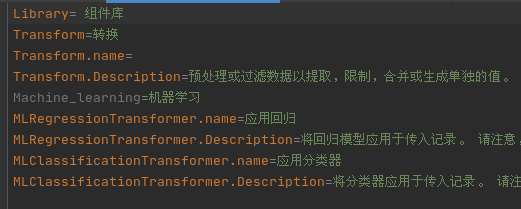 Library= 组件库
Transform=转换
Transform.name=
Transform.Description=预处理或过滤数据以提取，限制，合并或生成单独的值。
Machine_learning=机器学习
MLRegressionTransformer.name=应用回归
MLRegressionTransformer.Description=将回归模型应用于传入记录。 请注意，
MLClassificationTransformer.name=应用分类器
MLClassificationTransformer.Description=将分类器应用于传入记录。 请注